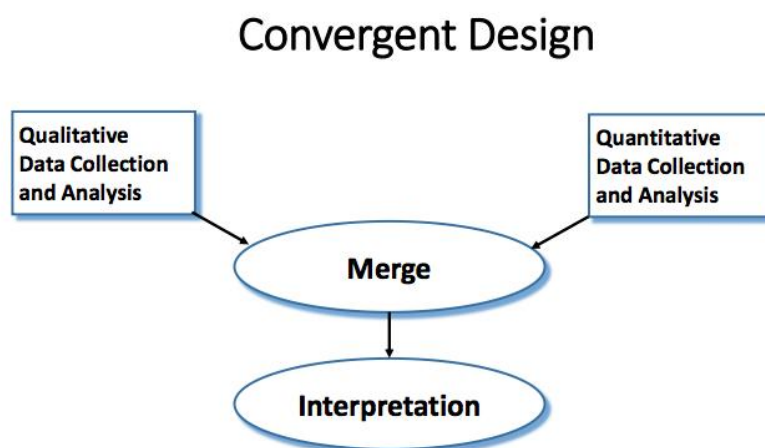 Convergent Design
Qualitative
Data Collection
and Analysis
Quantitative
Data Collection
and Analysis
Merge
Interpretation